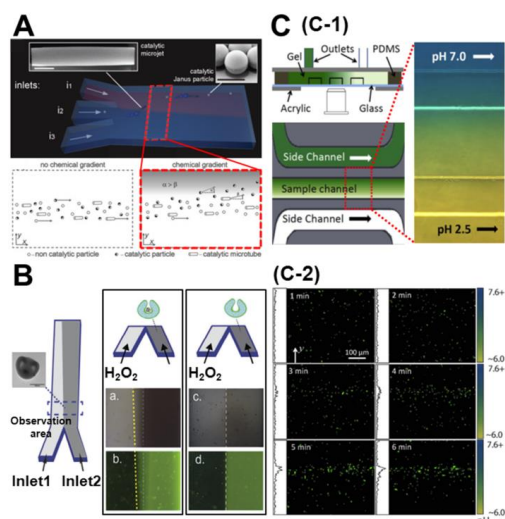 A
catalytic
microjet
catalytic
Janus particle
inlets:
i1
i2
i3
no chemical gradient
chemical gradient
α > β
y
x
y
x
non catalytic particle
catalytic particle
catalytic microtube
B
Observation
area
Inlet1
Inlet2
H2O2
H2O2
a.
c.
b.
d.
C (C-1)
Outlets
PDMS
Gel
Acrylic
Glass
Side Channel
Sample channel
Side Channel
pH 7.0
pH 2.5
(C-2)
1 min
2 min
7.6+
y
100 µm
~6.0
3 min
4 min
7.6+
~6.0
5 min
6 min
7.6+
~6.0